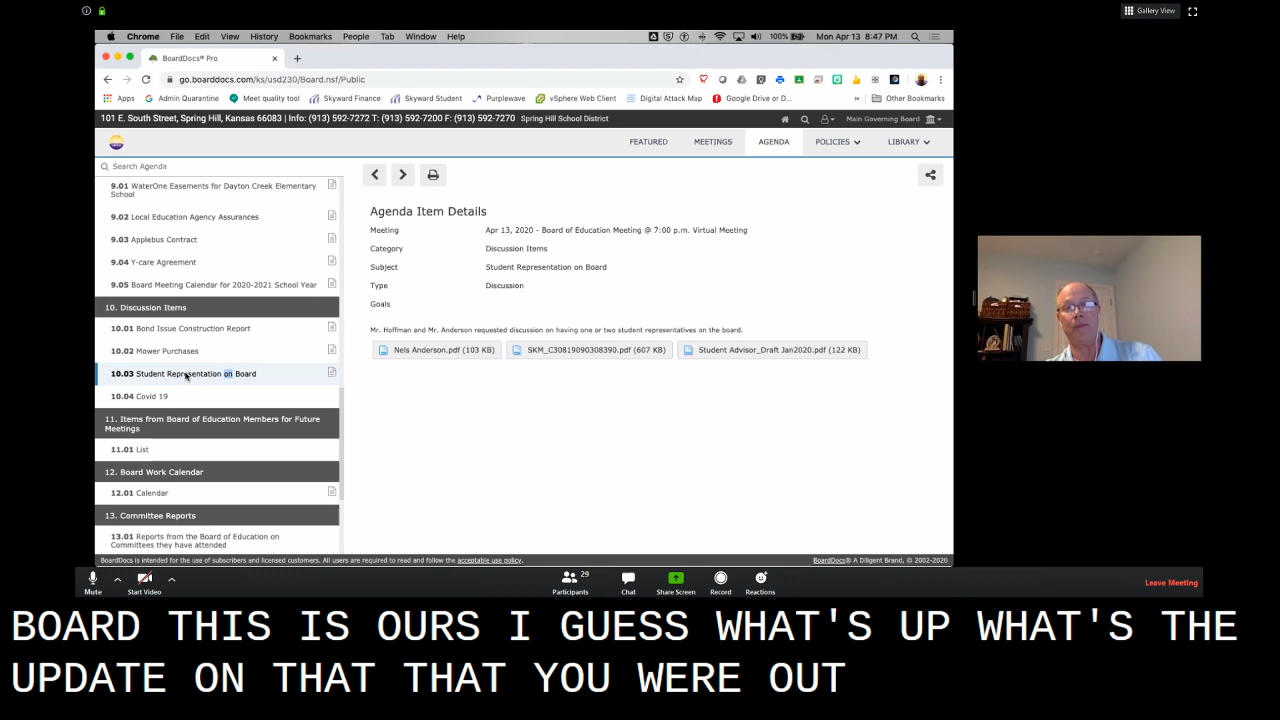 Gallery View
Chrome File Edit View History Bookmarks People Tab Window Help
100% Mon Apr 13 8:47 PM
BoardDocs® Pro
go.boarddocs.com/ks/usd230/Board.nsf/Public
Apps Admin Quarantine Meet quality tool Skyward Finance Skyward Student Purplewave vSphere Web Client Digital Attack Map Google Drive or D... » Other Bookmarks
101 E. South Street, Spring Hill, Kansas 66083 | Info: (913) 592-7272 T: (913) 592-7200 F: (913) 592-7270 Spring Hill School District
Main Governing Board
FEATURED MEETINGS AGENDA POLICIES LIBRARY
Search Agenda
9.01 WaterOne Easements for Dayton Creek Elementary
School
9.02 Local Education Agency Assurances
9.03 Applebus Contract
9.04 Y-care Agreement
9.05 Board Meeting Calendar for 2020-2021 School Year
10. Discussion Items
10.01 Bond Issue Construction Report
10.02 Mower Purchases
10.03 Student Representation on Board
10.04 Covid 19
11. Items from Board of Education Members for Future
Meetings
11.01 List
12. Board Work Calendar
12.01 Calendar
13. Committee Reports
13.01 Reports from the Board of Education on
Committees they have attended
Agenda Item Details
Meeting Apr 13, 2020 - Board of Education Meeting @ 7:00 p.m. Virtual Meeting
Category Discussion Items
Subject Student Representation on Board
Type Discussion
Goals
Mr. Hoffman and Mr. Anderson requested discussion on having one or two student representatives on the board.
Nels Anderson.pdf (103 KB) SKM_C30819090308390.pdf (607 KB) Student Advisor_Draft Jan2020.pdf (122 KB)
BoardDocs is intended for the use of subscribers and licensed customers. All users are required to read and follow the acceptable use policy. BoardDocs® A Diligent Brand, © 2002-2020
29
Mute Start Video Participants Chat Share Screen Record Reactions Leave Meeting
BOARD THIS IS OURS I GUESS WHAT'S UP WHAT'S THE
UPDATE ON THAT THAT YOU WERE OUT